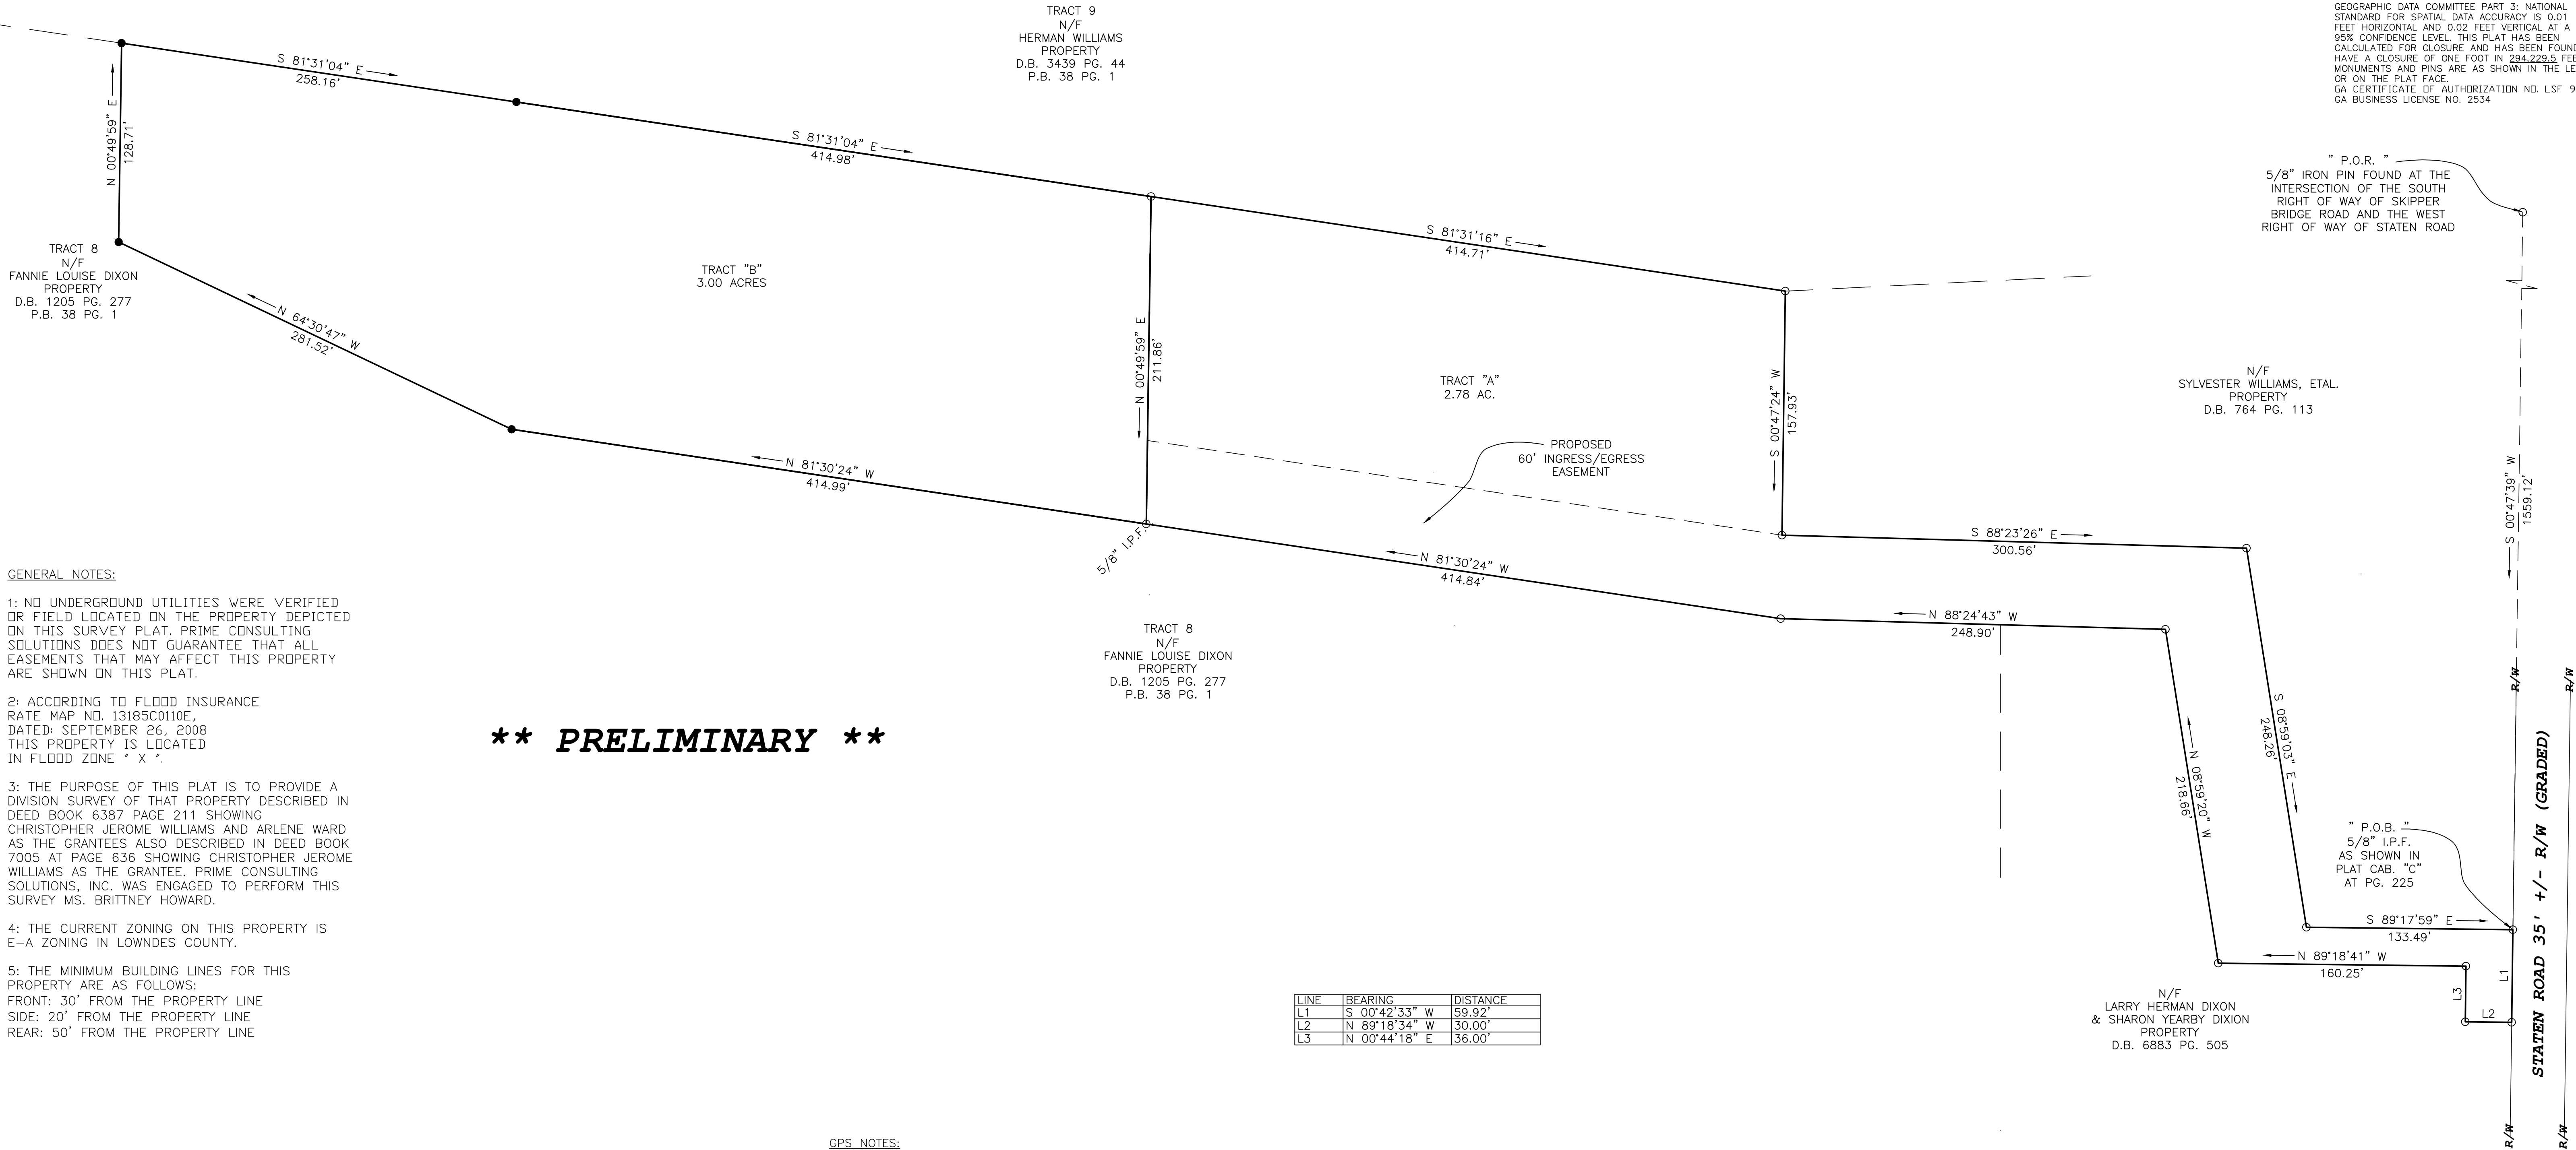 TRACT 9
N/F
HERMAN WILLIAMS
PROPERTY
D.B. 3439 PG. 44
P.B. 38 PG. 1
GEOGRAPHIC DATA COMMITTEE PART 3: NATIONAL
STANDARD FOR SPATIAL DATA ACCURACY IS 0.01
FEET HORIZONTAL AND 0.02 FEET VERTICAL AT A
95% CONFIDENCE LEVEL. THIS PLAT HAS BEEN
CALCULATED FOR CLOSURE AND HAS BEEN FOUND
HAVE A CLOSURE OF ONE FOOT IN 294,229.5 FEE
MONUMENTS AND PINS ARE AS SHOWN IN THE LE
OR ON THE PLAT FACE.
GA CERTIFICATE OF AUTHORIZATION NO. LSF 9
GA BUSINESS LICENSE NO. 2534
S 81°31'04" E
258.16'
N 00°49'59" E
128.71'
S 81°31'04" E
414.98'
S 81°31'16" E
414.71'
" P.O.R. "
5/8" IRON PIN FOUND AT THE
INTERSECTION OF THE SOUTH
RIGHT OF WAY OF SKIPPER
BRIDGE ROAD AND THE WEST
RIGHT OF WAY OF STATEN ROAD
TRACT 8
N/F
FANNIE LOUISE DIXON
PROPERTY
D.B. 1205 PG. 277
P.B. 38 PG. 1
TRACT "B"
3.00 ACRES
N 64°30'47" W
281.52'
N 00°49'59" E
211.86'
TRACT "A"
2.78 AC.
S 00°47'24" W
157.93'
N/F
SYLVESTER WILLIAMS, ETAL.
PROPERTY
D.B. 764 PG. 113
S 00°47'39" W
1559.12'
PROPOSED
60' INGRESS/EGRESS
EASEMENT
N 81°30'24" W
414.99'
5/8" I.P.F.
N 81°30'24" W
414.84'
S 88°23'26" E
300.56'
N 88°24'43" W
248.90'
TRACT 8
N/F
FANNIE LOUISE DIXON
PROPERTY
D.B. 1205 PG. 277
P.B. 38 PG. 1
S 08°59'03" E
248.26'
N 08°59'20" W
218.66'
GENERAL NOTES:
1: NO UNDERGROUND UTILITIES WERE VERIFIED
OR FIELD LOCATED ON THE PROPERTY DEPICTED
ON THIS SURVEY PLAT. PRIME CONSULTING
SOLUTIONS DOES NOT GUARANTEE THAT ALL
EASEMENTS THAT MAY AFFECT THIS PROPERTY
ARE SHOWN ON THIS PLAT.
2: ACCORDING TO FLOOD INSURANCE
RATE MAP NO. 13185C0110E,
DATED: SEPTEMBER 26, 2008
THIS PROPERTY IS LOCATED
IN FLOOD ZONE " X ".
3: THE PURPOSE OF THIS PLAT IS TO PROVIDE A
DIVISION SURVEY OF THAT PROPERTY DESCRIBED IN
DEED BOOK 6387 PAGE 211 SHOWING
CHRISTOPHER JEROME WILLIAMS AND ARLENE WARD
AS THE GRANTEES ALSO DESCRIBED IN DEED BOOK
7005 AT PAGE 636 SHOWING CHRISTOPHER JEROME
WILLIAMS AS THE GRANTEE. PRIME CONSULTING
SOLUTIONS, INC. WAS ENGAGED TO PERFORM THIS
SURVEY MS. BRITTNEY HOWARD.
4: THE CURRENT ZONING ON THIS PROPERTY IS
E-A ZONING IN LOWNDES COUNTY.
5: THE MINIMUM BUILDING LINES FOR THIS
PROPERTY ARE AS FOLLOWS:
FRONT: 30' FROM THE PROPERTY LINE
SIDE: 20' FROM THE PROPERTY LINE
REAR: 50' FROM THE PROPERTY LINE
** PRELIMINARY **
R/W
R/W
STATEN ROAD 35' +/- R/W (GRADED)
" P.O.B. "
5/8" I.P.F.
AS SHOWN IN
PLAT CAB. "C"
AT PG. 225
S 89°17'59" E
133.49'
N 89°18'41" W
160.25'
L1
L3
L2
N/F
LARRY HERMAN DIXON
& SHARON YEARBY DIXION
PROPERTY
D.B. 6883 PG. 505
LINE BEARING DISTANCE
L1 S 00°42'33" W 59.92'
L2 N 89°18'34" W 30.00'
L3 N 00°44'18" E 36.00'
R/W
R/W
GPS NOTES: